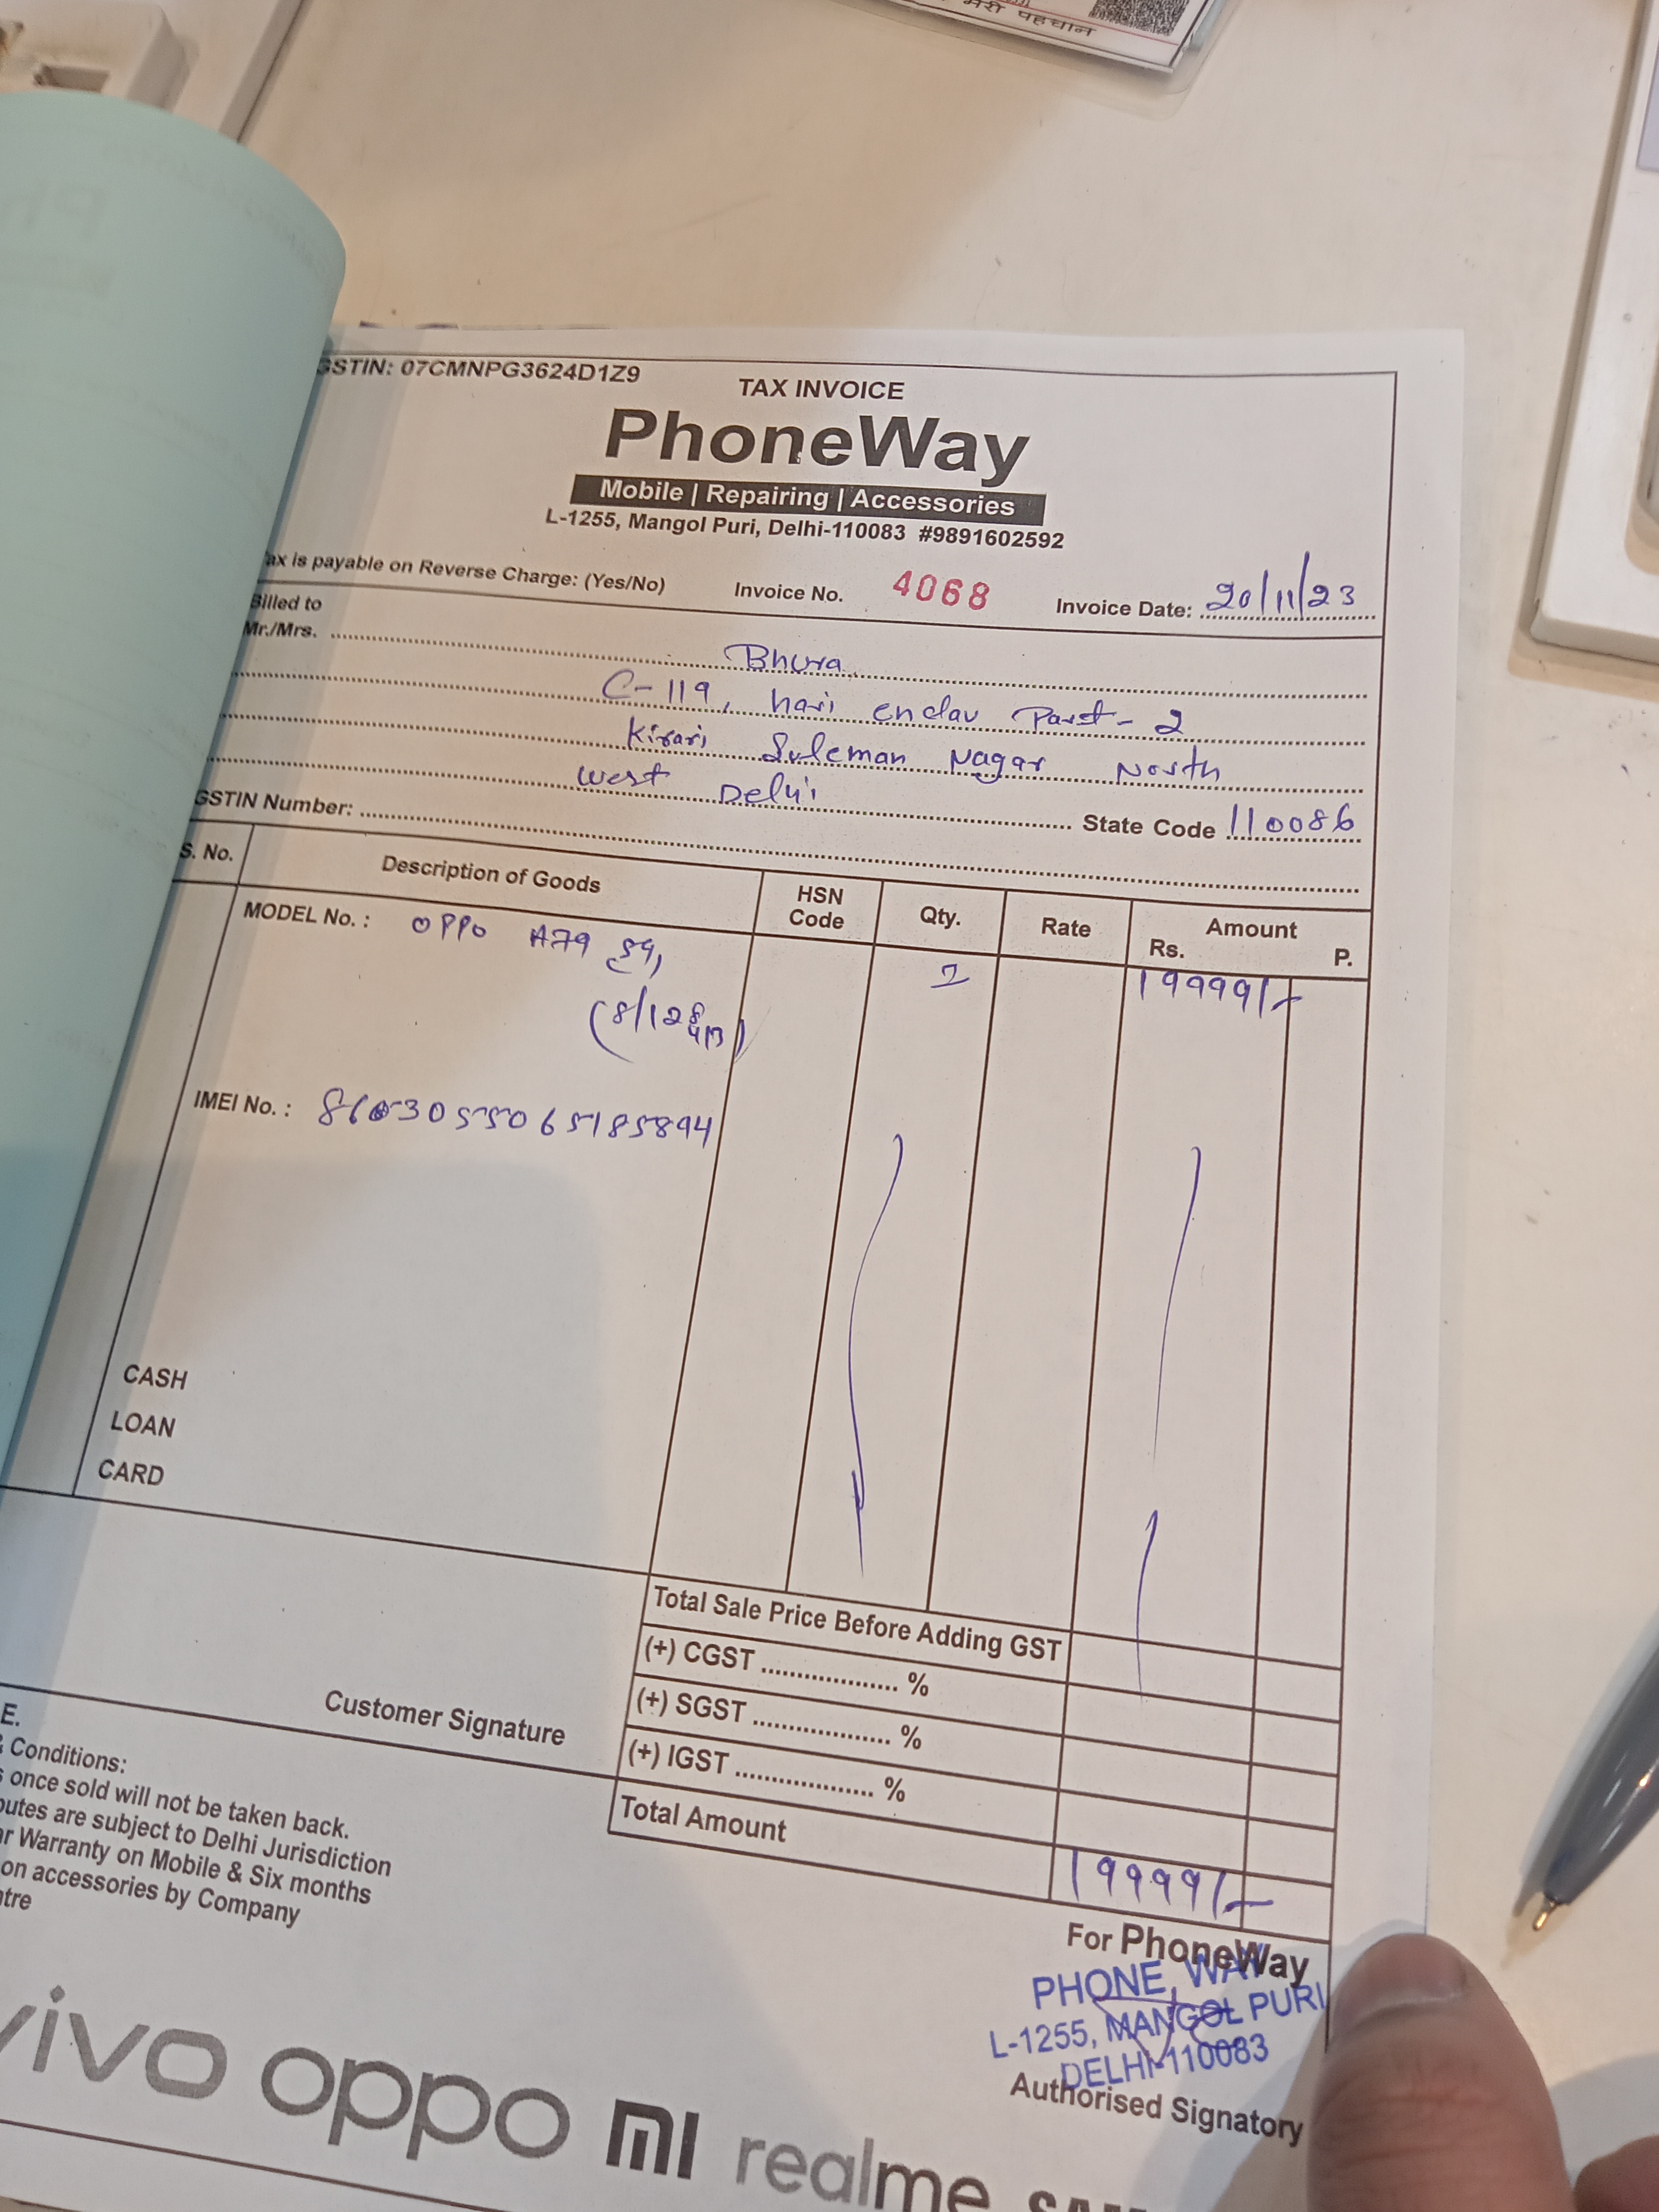 मेरी पहचान
GSTIN: 07CMNPG3624D1Z9
TAX INVOICE
PhoneWay
Mobile | Repairing | Accessories
L-1255, Mangol Puri, Delhi-110083 #9891602592
Tax is payable on Reverse Charge: (Yes/No) Invoice No. 4068 Invoice Date: 20/11/23
Billed to
Mr./Mrs. Bhura
C-119, hari enclav Part-2
Kirari Suleman Nagar North
West Delhi State Code 110086
GSTIN Number:
S. No. Description of Goods HSN Code Qty. Rate Amount Rs. P.
MODEL No. : OPPO A79 5G, 1 19999/-
(8/128
IMEI No. :
CASH
LOAN
CARD
Total Sale Price Before Adding GST
(+) CGST .................... %
(+) SGST .................... %
(+) IGST .................... %
Total Amount 19999/-
Customer Signature
E.
Conditions:
once sold will not be taken back.
are subject to Delhi Jurisdiction
Warranty on Mobile & Six months
on accessories by Company
For PhoneWay
PHONE WAY
L-1255, MANGOL PURI
DELHI-110083
Authorised Signatory
vivo oppo mi realme